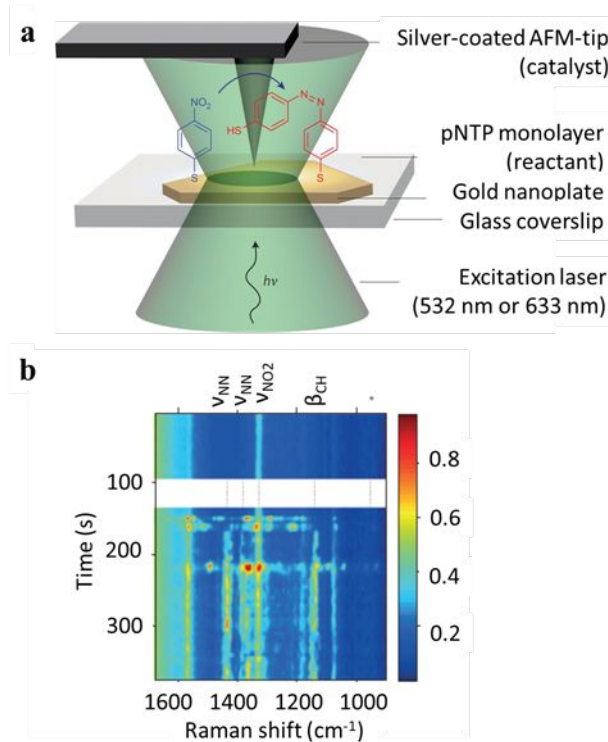 a
Silver-coated AFM-tip
(catalyst)
NO₂
N=N
HS
S
S
pNTP monolayer
(reactant)
Gold nanoplate
Glass coverslip
hν
Excitation laser
(532 nm or 633 nm)
b
νNN νNN νNO2 βCH *
100
200
300
Time (s)
0.8
0.6
0.4
0.2
1600 1400 1200 1000
Raman shift (cm⁻¹)